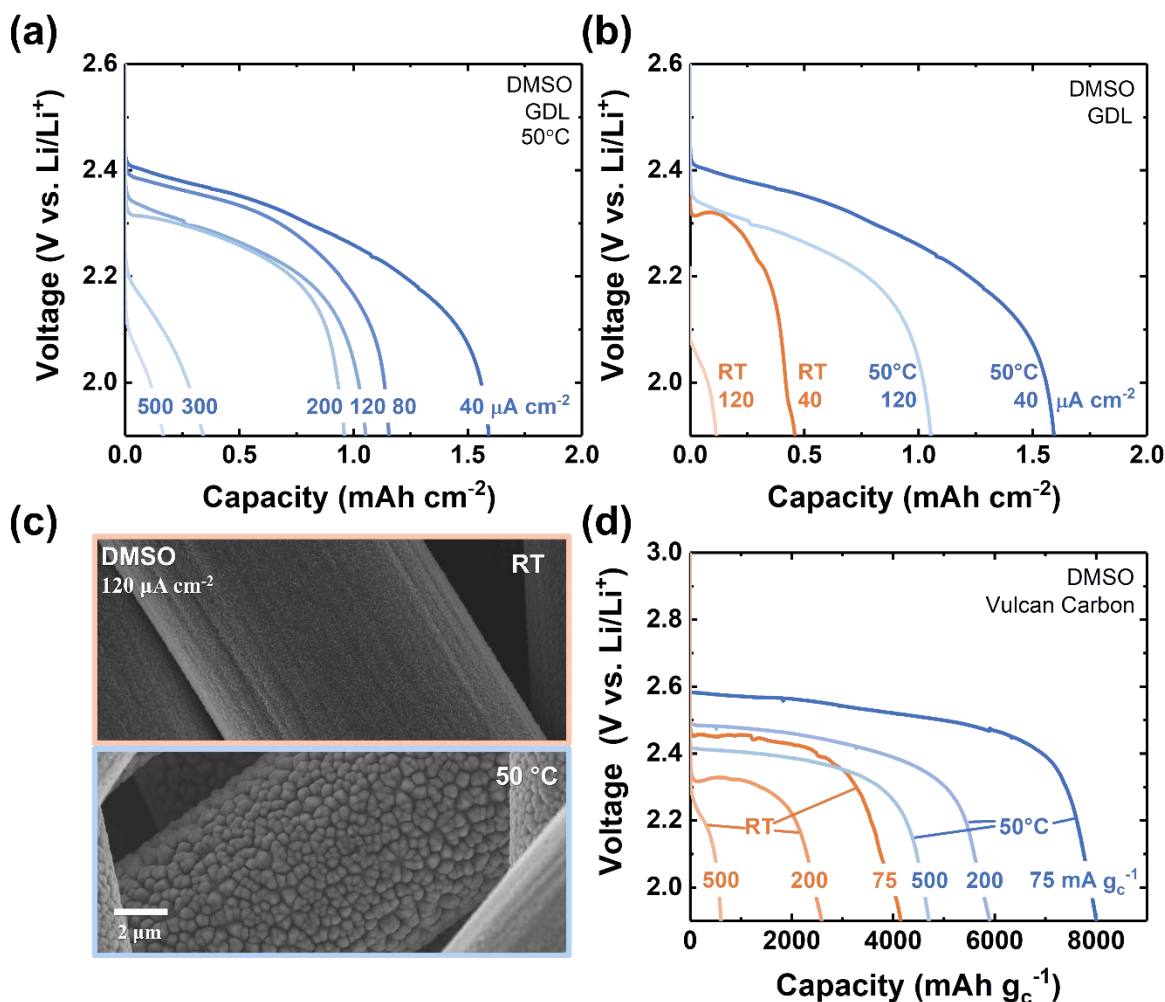 (a)
2.6
2.4
2.2
2.0
Voltage (V vs. Li/Li⁺)
DMSO
GDL
50°C
500 300 200 120 80 40 μA cm⁻²
0.0 0.5 1.0 1.5 2.0
Capacity (mAh cm⁻²)
(b)
2.6
2.4
2.2
2.0
Voltage (V vs. Li/Li⁺)
DMSO
GDL
RT RT 50°C 50°C
120 40 120 40 μA cm⁻²
0.0 0.5 1.0 1.5 2.0
Capacity (mAh cm⁻²)
(c)
DMSO RT
120 μA cm⁻²
50 °C
2 μm
(d)
3.0
2.8
2.6
2.4
2.2
2.0
Voltage (V vs. Li/Li⁺)
DMSO
Vulcan Carbon
RT 50°C
500 200 75 500 200 75 mA g_c⁻¹
0 2000 4000 6000 8000
Capacity (mAh g_c⁻¹)